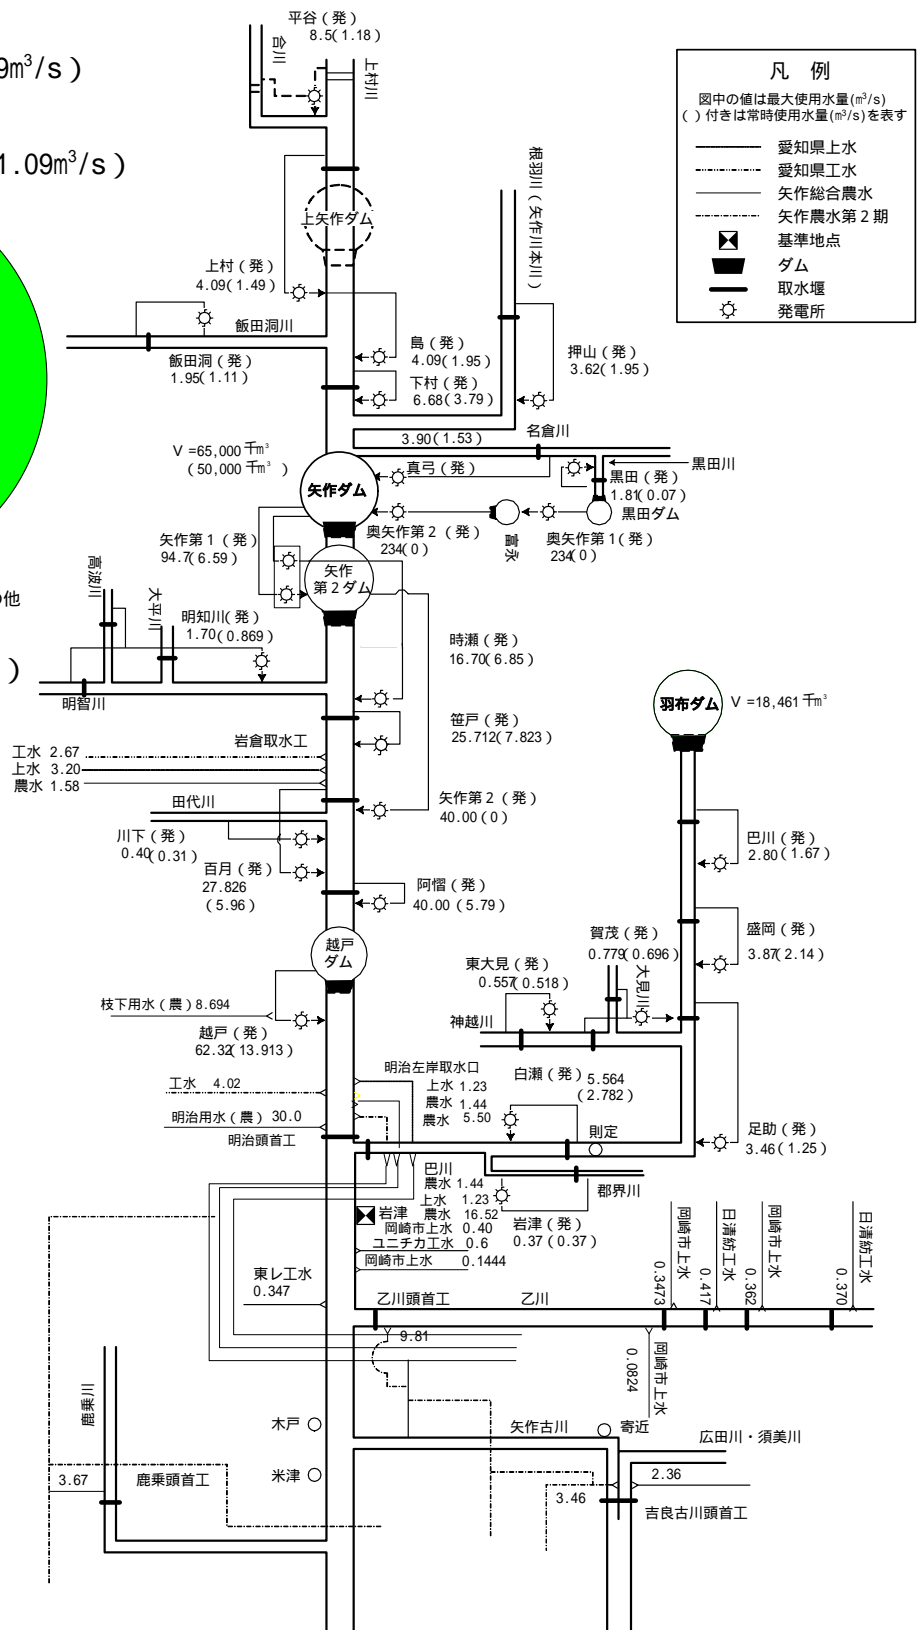 平谷（発）
8.5(1.18)
合川
上村川
9m³/s）
1.09m³/s）
凡 例
図中の値は最大使用水量(m³/s)
( ) 付きは常時使用水量(m³/s)を表す
愛知県上水
愛知県工水
矢作総合農水
矢作農水第２期
基準地点
ダム
取水堰
発電所
根羽川（矢作川本川）
上矢作ダム
上村（発）
4.09(1.49)
飯田洞川
飯田洞（発）
1.95(1.11)
島（発）
4.09(1.95)
下村（発）
6.68(3.79)
押山（発）
3.62(1.95)
3.90(1.53)
名倉川
V =65,000 千m³
(50,000 千m³ )
真弓（発）
黒田川
黒田（発）
1.81(0.07)
黒田ダム
矢作ダム
富永
奥矢作第２（発）
234(0)
奥矢作第１(発)
234(0)
矢作第１（発）
94.7(6.59)
矢作
第２ダム
高波川
大平川
の他
明知川(発）
1.70(0.869)
）
明智川
時瀬（発）
16.70(6.85)
羽布ダム
V =18,461 千m³
笹戸（発）
25.712(7.823)
岩倉取水工
工水 2.67
上水 3.20
農水 1.58
田代川
矢作第２（発）
40.00(0)
川下（発）
0.40(0.31)
百月（発）
27.826
(5.96)
阿摺（発）
40.00 (5.79)
巴川（発）
2.80(1.67)
盛岡（発）
3.87(2.14)
越戸
ダム
賀茂（発）
0.779(0.696)
大見川
東大見（発）
0.557(0.518)
神越川
枝下用水（農）8.694
越戸（発）
62.32(13.913)
明治左岸取水口
上水 1.23
農水 1.44
農水 5.50
白瀬（発）5.564
(2.782)
工水 4.02
明治用水（農）30.0
明治頭首工
則定
足助（発）
3.46(1.25)
巴川
農水 1.44
上水 1.23
農水 16.52
岩津
岡崎市上水 0.40
ユニチカ工水 0.6
岡崎市上水 0.1444
岩津（発）
0.37 (0.37)
郡界川
岡崎市上水
0.3473
日清紡工水
0.417
岡崎市上水
0.362
日清紡工水
0.370
東レ工水
0.347
乙川頭首工
乙川
9.81
岡崎市上水
0.0824
鹿乗川
木戸
矢作古川
寄近
広田川・須美川
米津
3.67
鹿乗頭首工
3.46
2.36
吉良古川頭首工